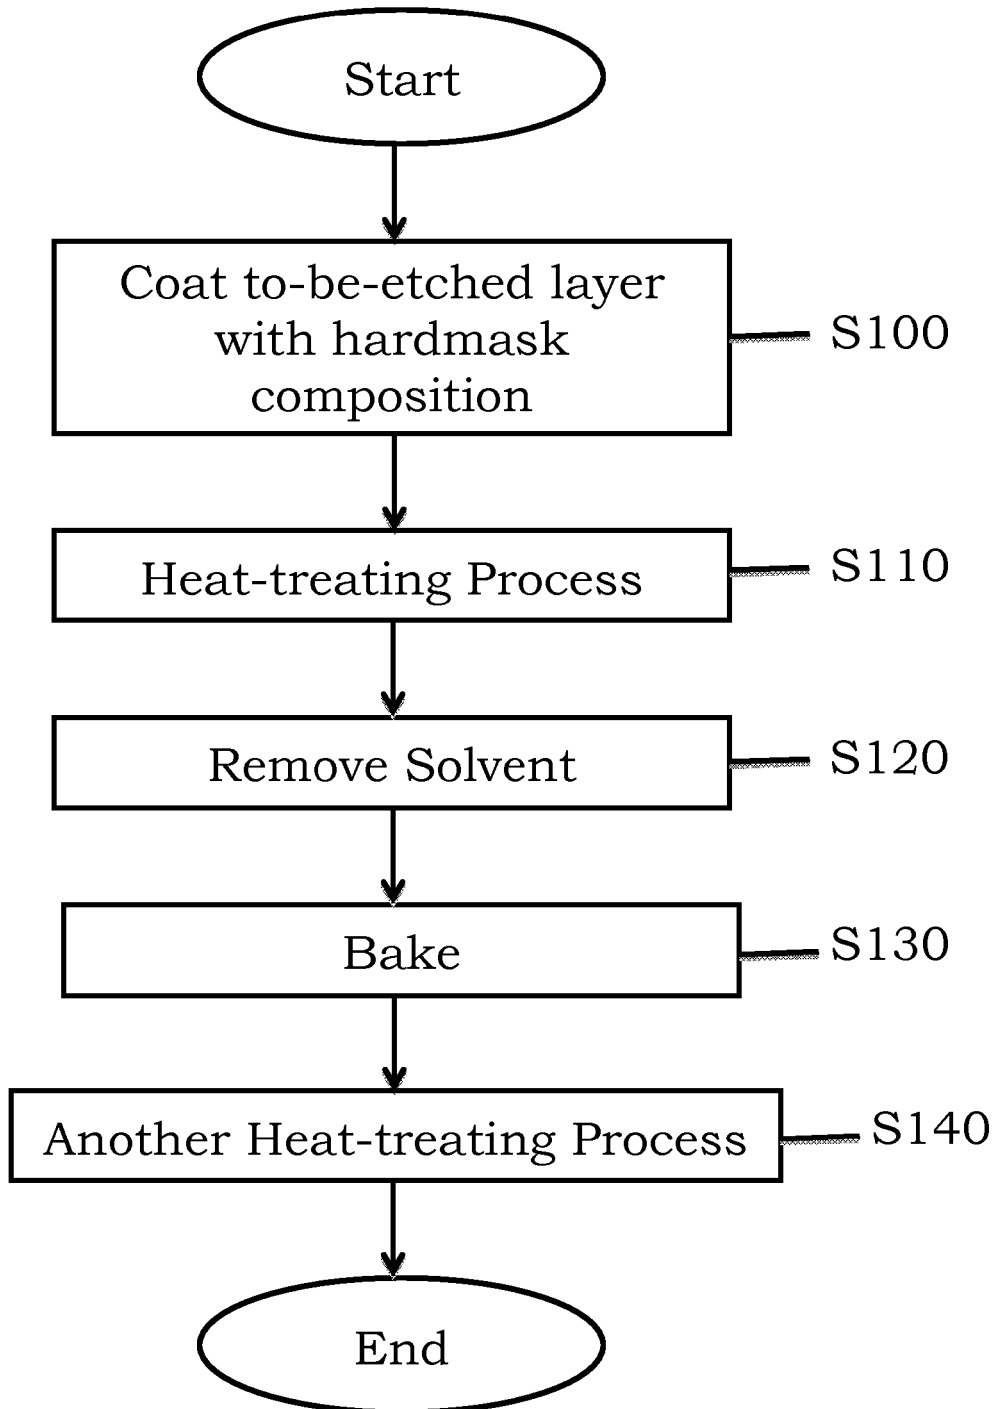 Start
Coat to-be-etched layer
with hardmask
composition
S100
Heat-treating Process
S110
Remove Solvent
S120
Bake
S130
Another Heat-treating Process
S140
End